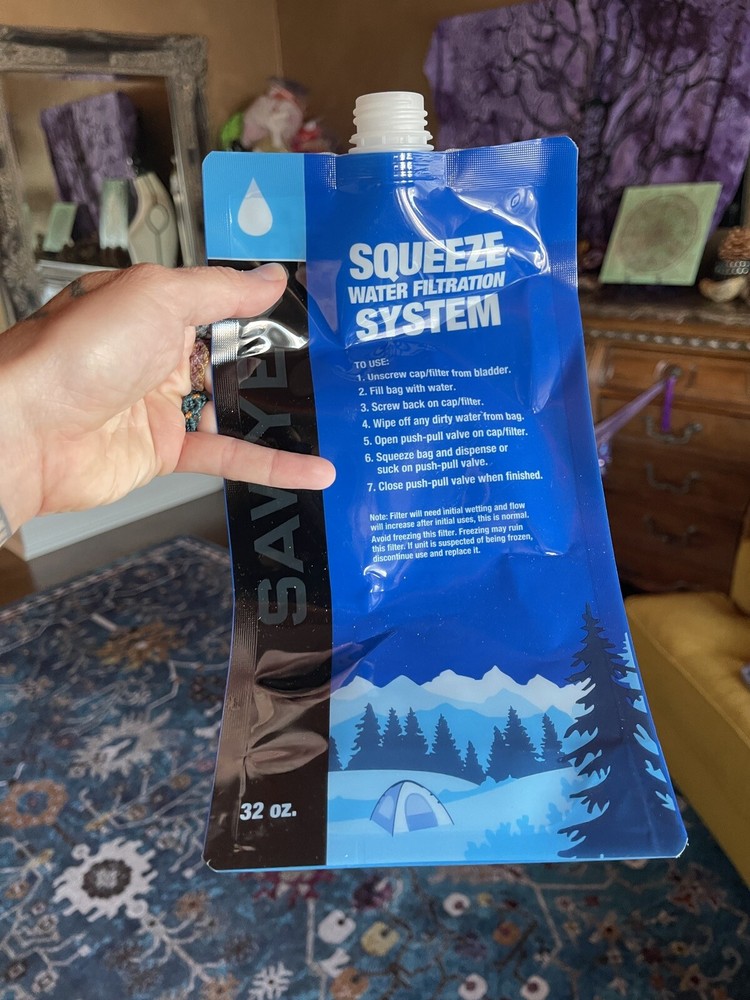 SQUEEZE
WATER FILTRATION
SYSTEM
TO USE:
1. Unscrew cap/filter from bladder.
2. Fill bag with water.
3. Screw back on cap/filter.
4. Wipe off any dirty water from bag.
5. Open push-pull valve on cap/filter.
6. Squeeze bag and dispense or
suck on push-pull valve.
7. Close push-pull valve when finished.
Note: Filter will need initial wetting and flow
will increase after initial uses, this is normal.
Avoid freezing this filter. Freezing may ruin
this filter. If unit is suspected of being frozen,
discontinue use and replace it.
SAWYE
32 oz.